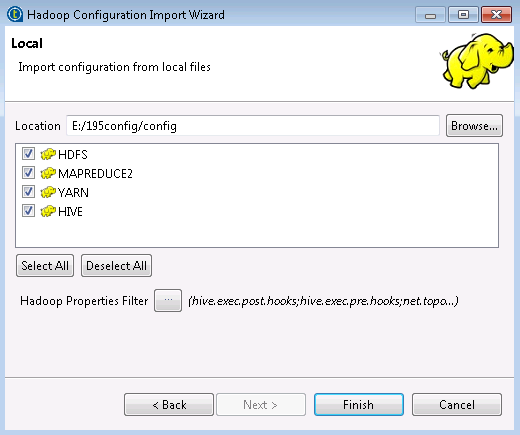 Hadoop Configuration Import Wizard
Local
Import configuration from local files
Location E:/195config/config Browse...
HDFS
MAPREDUCE2
YARN
HIVE
Select All Deselect All
Hadoop Properties Filter ... (hive.exec.post.hooks;hive.exec.pre.hooks;net.topo...)
< Back Next > Finish Cancel